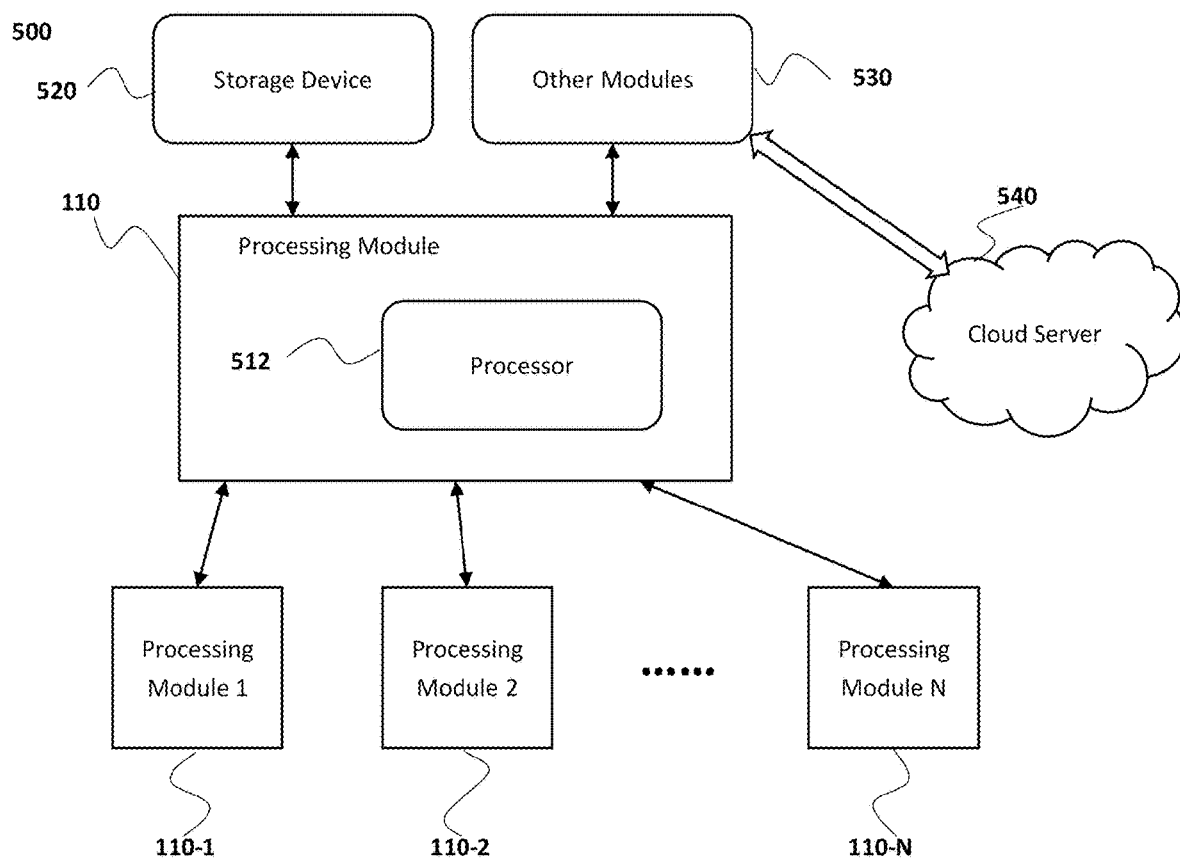 500
Storage Device
Other Modules
520
530
110
540
Processing Module
Cloud Server
512
Processor
Processing
Module 1
Processing
Module 2
......
Processing
Module N
110-1
110-2
110-N